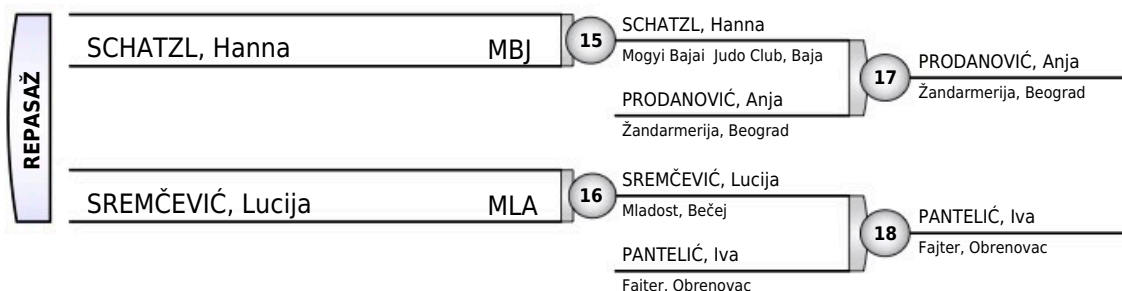 REPASAŽ
SCHATZL, Hanna MBJ
15
SCHATZL, Hanna
Mogyi Bajai Judo Club, Baja
PRODANOVIĆ, Anja
Žandarmerija, Beograd
17
PRODANOVIĆ, Anja
Žandarmerija, Beograd
SREMČEVIĆ, Lucija MLA
16
SREMČEVIĆ, Lucija
Mladost, Bečej
PANTELIĆ, Iva
Fajter, Obrenovac
18
PANTELIĆ, Iva
Fajter, Obrenovac